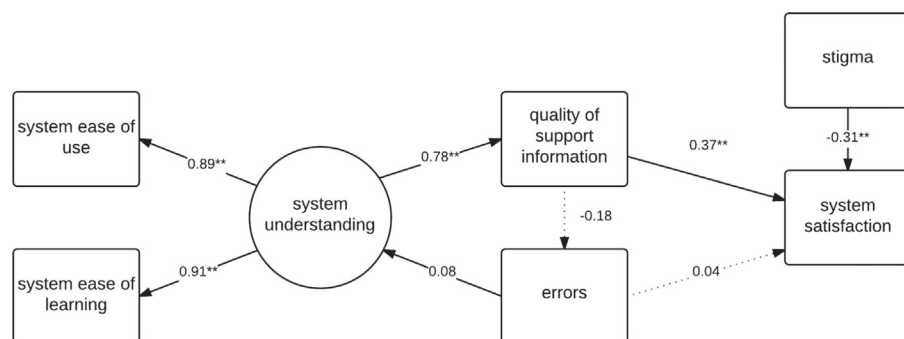 stigma
system ease of
use
quality of
support
information
0.89**
0.78**
0.37**
-0.31**
system
understanding
system
satisfaction
-0.18
system ease of
learning
0.91**
0.08
errors
0.04